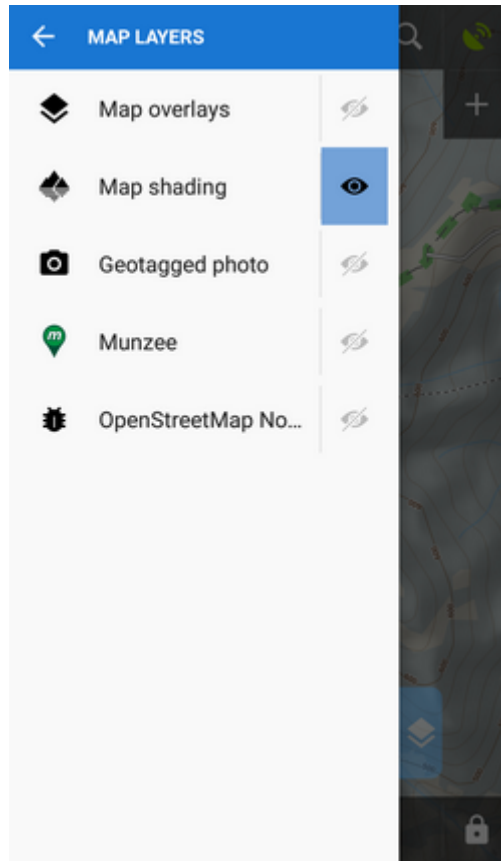 MAP LAYERS
Map overlays
Map shading
Geotagged photo
Munzee
OpenStreetMap No...